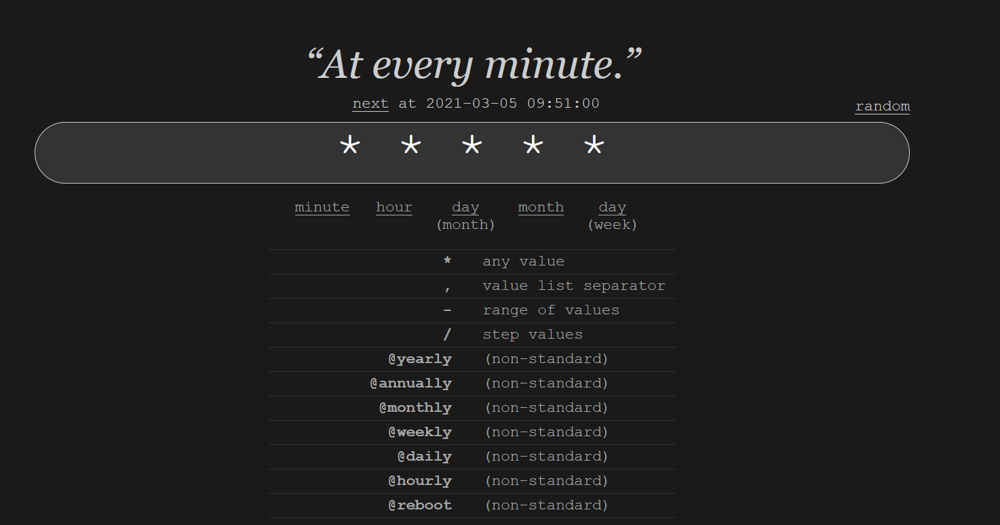 “At every minute.”
next at 2021-03-05 09:51:00
random
* * * * *
minute hour day month day
(month) (week)
* any value
, value list separator
- range of values
/ step values
@yearly (non-standard)
@annually (non-standard)
@monthly (non-standard)
@weekly (non-standard)
@daily (non-standard)
@hourly (non-standard)
@reboot (non-standard)